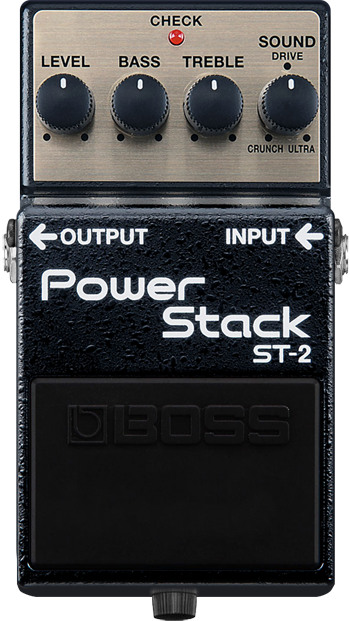 CHECK
LEVEL BASS TREBLE SOUND
DRIVE
CRUNCH ULTRA
←OUTPUT INPUT←
Power
Stack
ST-2
BOSS